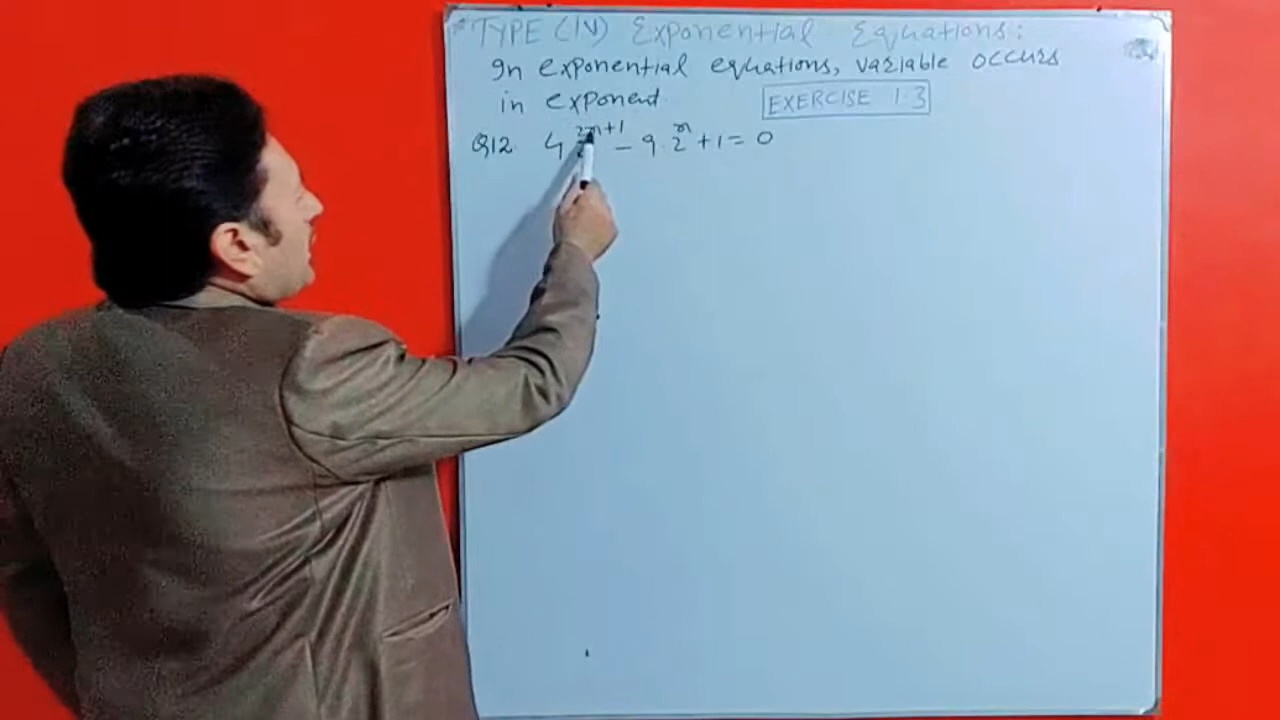 TYPE (IV) Exponential Equations:
In exponential equations, variable occurs
in exponent. EXERCISE 1.3
Q12. 4.2^{2x+1} - 9.2^x + 1 = 0